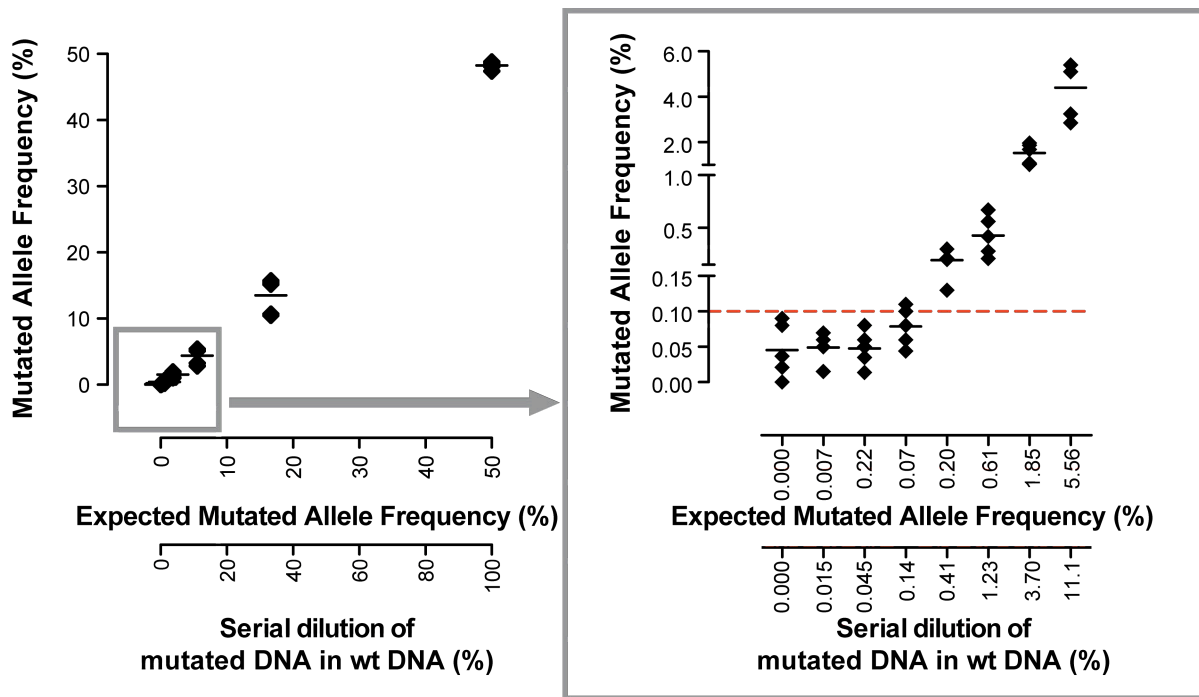 Mutated Allele Frequency (%)
50
40
30
20
10
0
0 10 20 30 40 50
Expected Mutated Allele Frequency (%)
0 20 40 60 80 100
Serial dilution of
mutated DNA in wt DNA (%)
Mutated Allele Frequency (%)
6.0
4.0
2.0
1.0
0.5
0.15
0.10
0.05
0.00
0.000 0.007 0.22 0.07 0.20 0.61 1.85 5.56
Expected Mutated Allele Frequency (%)
0.000 0.015 0.045 0.14 0.41 1.23 3.70 11.1
Serial dilution of
mutated DNA in wt DNA (%)